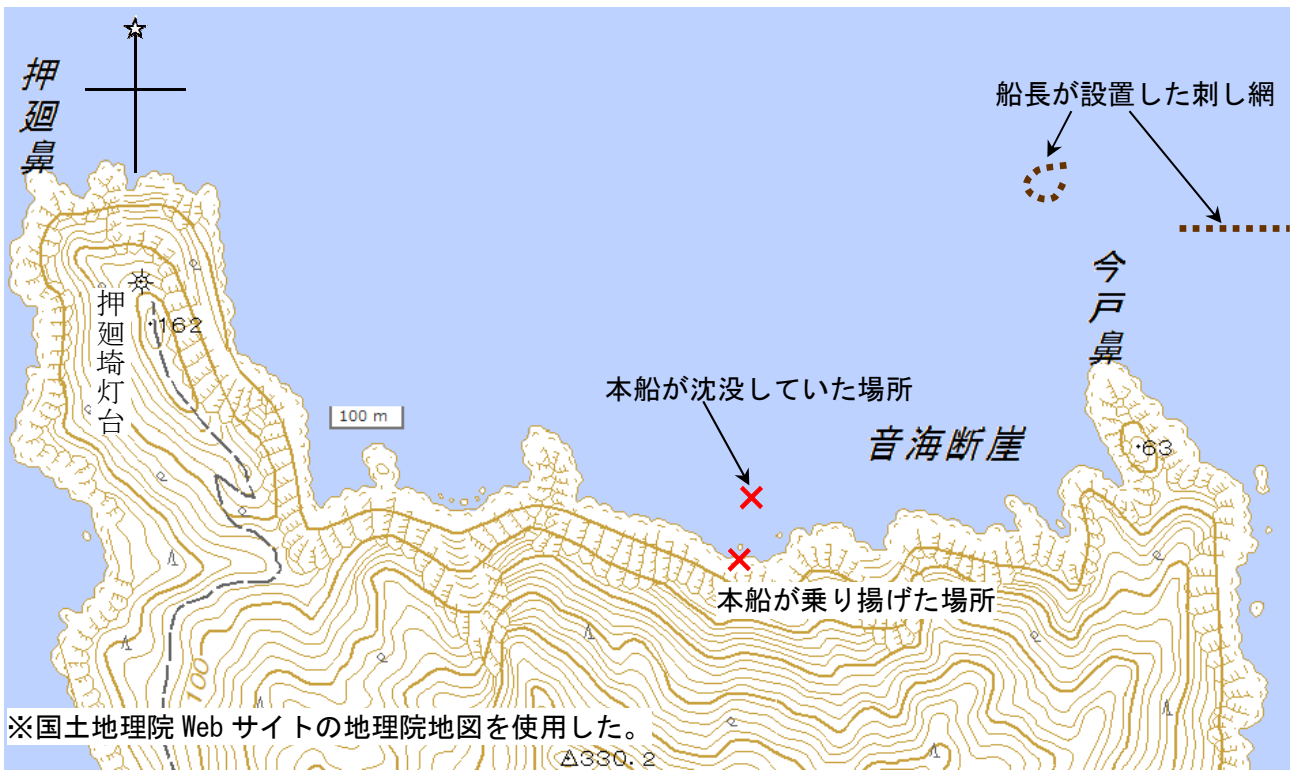 押廻鼻
船長が設置した刺し網
今戸鼻
押廻埼灯台
・162
100 m
本船が沈没していた場所
音海断崖
・63
本船が乗り揚げた場所
100
※国土地理院 Web サイトの地理院地図を使用した。
330.2